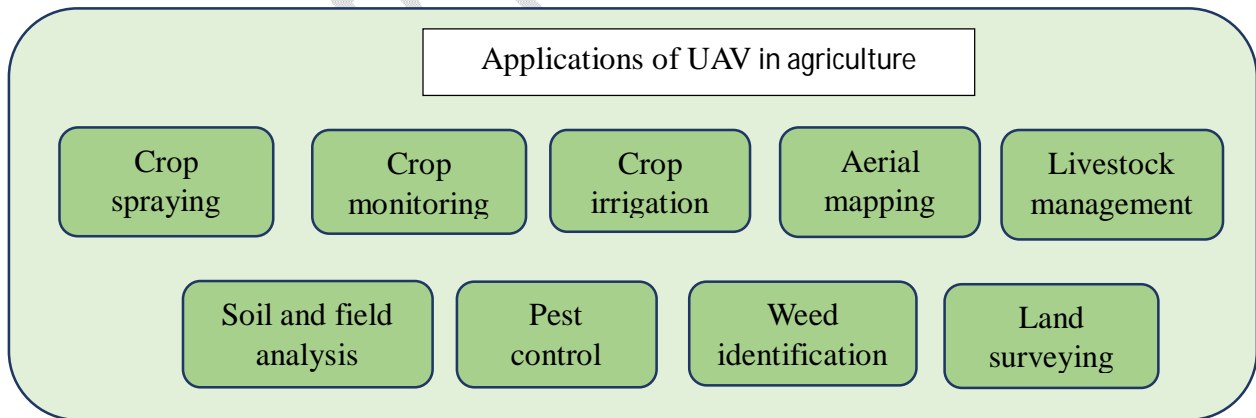 Applications of UAV in agriculture
Crop
spraying
Crop
monitoring
Crop
irrigation
Aerial
mapping
Livestock
management
Soil and field
analysis
Pest
control
Weed
identification
Land
surveying